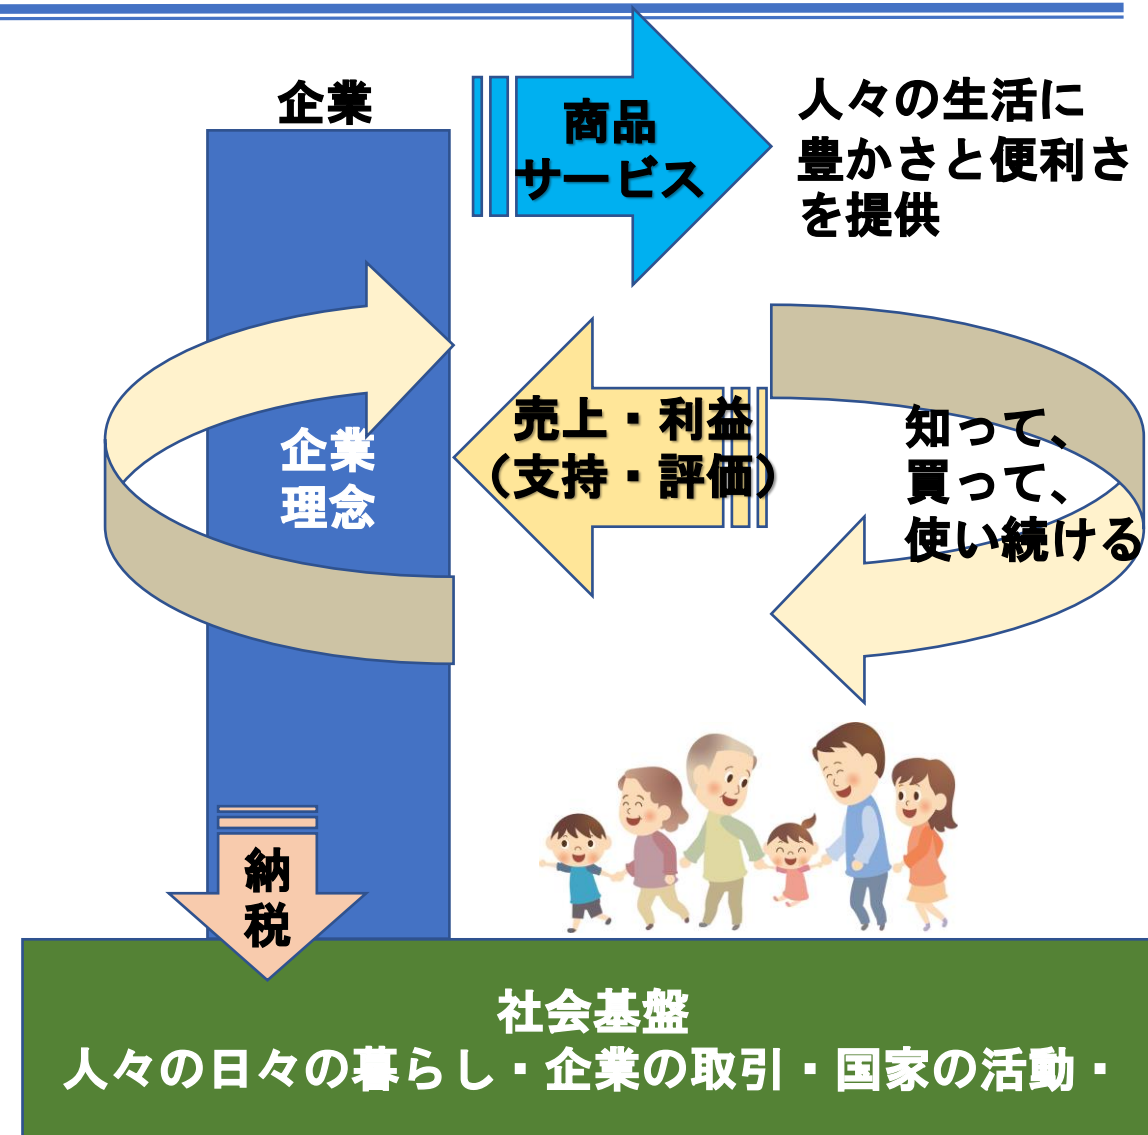 企業
商品
サービス
人々の生活に
豊かさと便利さ
を提供
売上・利益
（支持・評価）
知って、
買って、
使い続ける
企業
理念
納
税
社会基盤
人々の日々の暮らし・企業の取引・国家の活動・